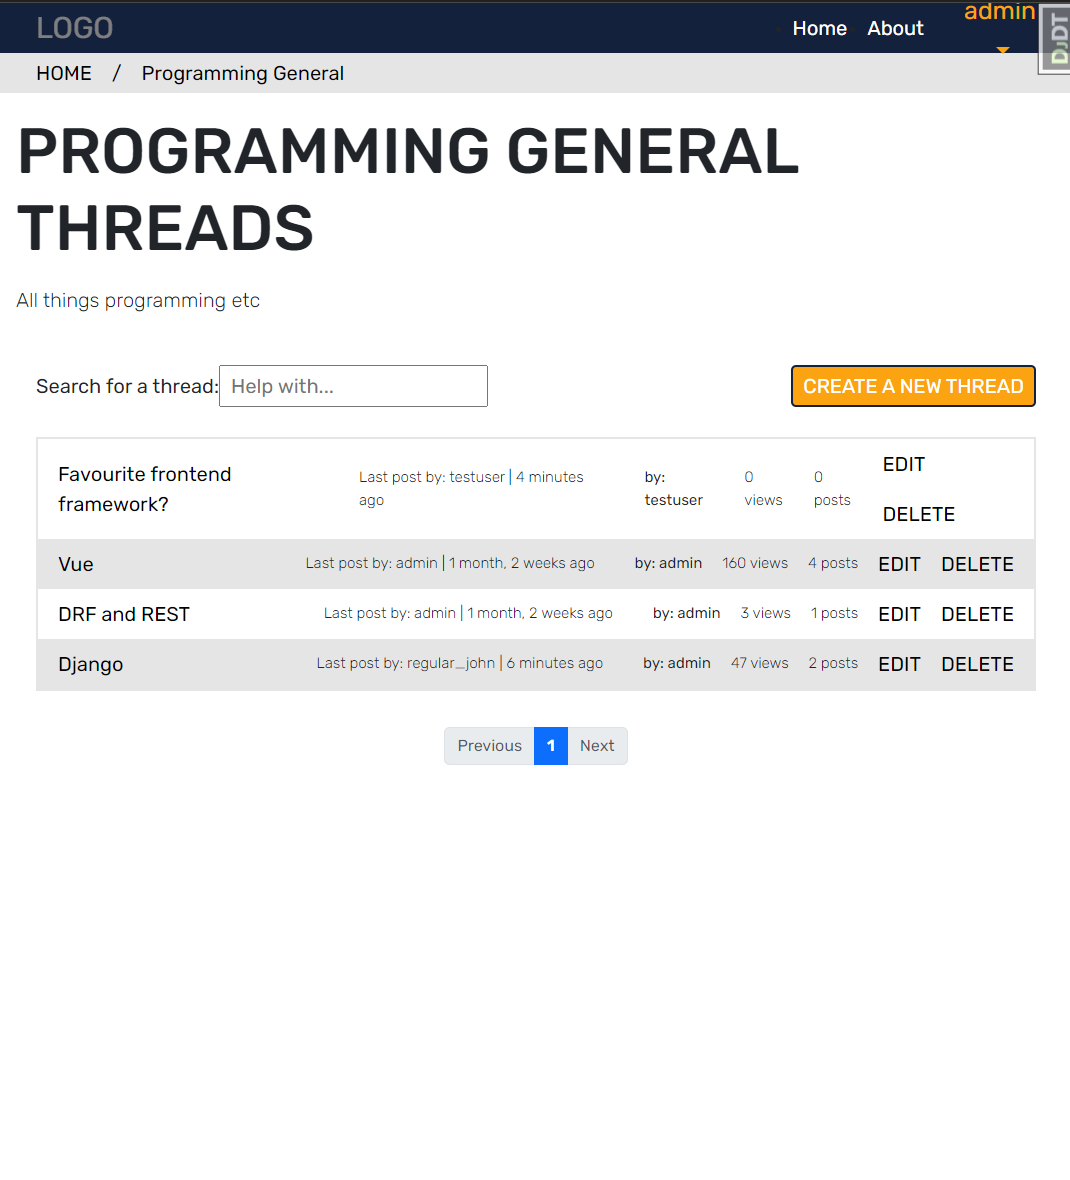 LOGO
Home About admin
DJDT
HOME / Programming General
PROGRAMMING GENERAL
THREADS
All things programming etc
Search for a thread: Help with... CREATE A NEW THREAD
Favourite frontend
framework?
Last post by: testuser | 4 minutes
ago
by:
testuser
0
views
0
posts
EDIT
DELETE
Vue Last post by: admin | 1 month, 2 weeks ago by: admin 160 views 4 posts EDIT DELETE
DRF and REST Last post by: admin | 1 month, 2 weeks ago by: admin 3 views 1 posts EDIT DELETE
Django Last post by: regular_john | 6 minutes ago by: admin 47 views 2 posts EDIT DELETE
Previous 1 Next